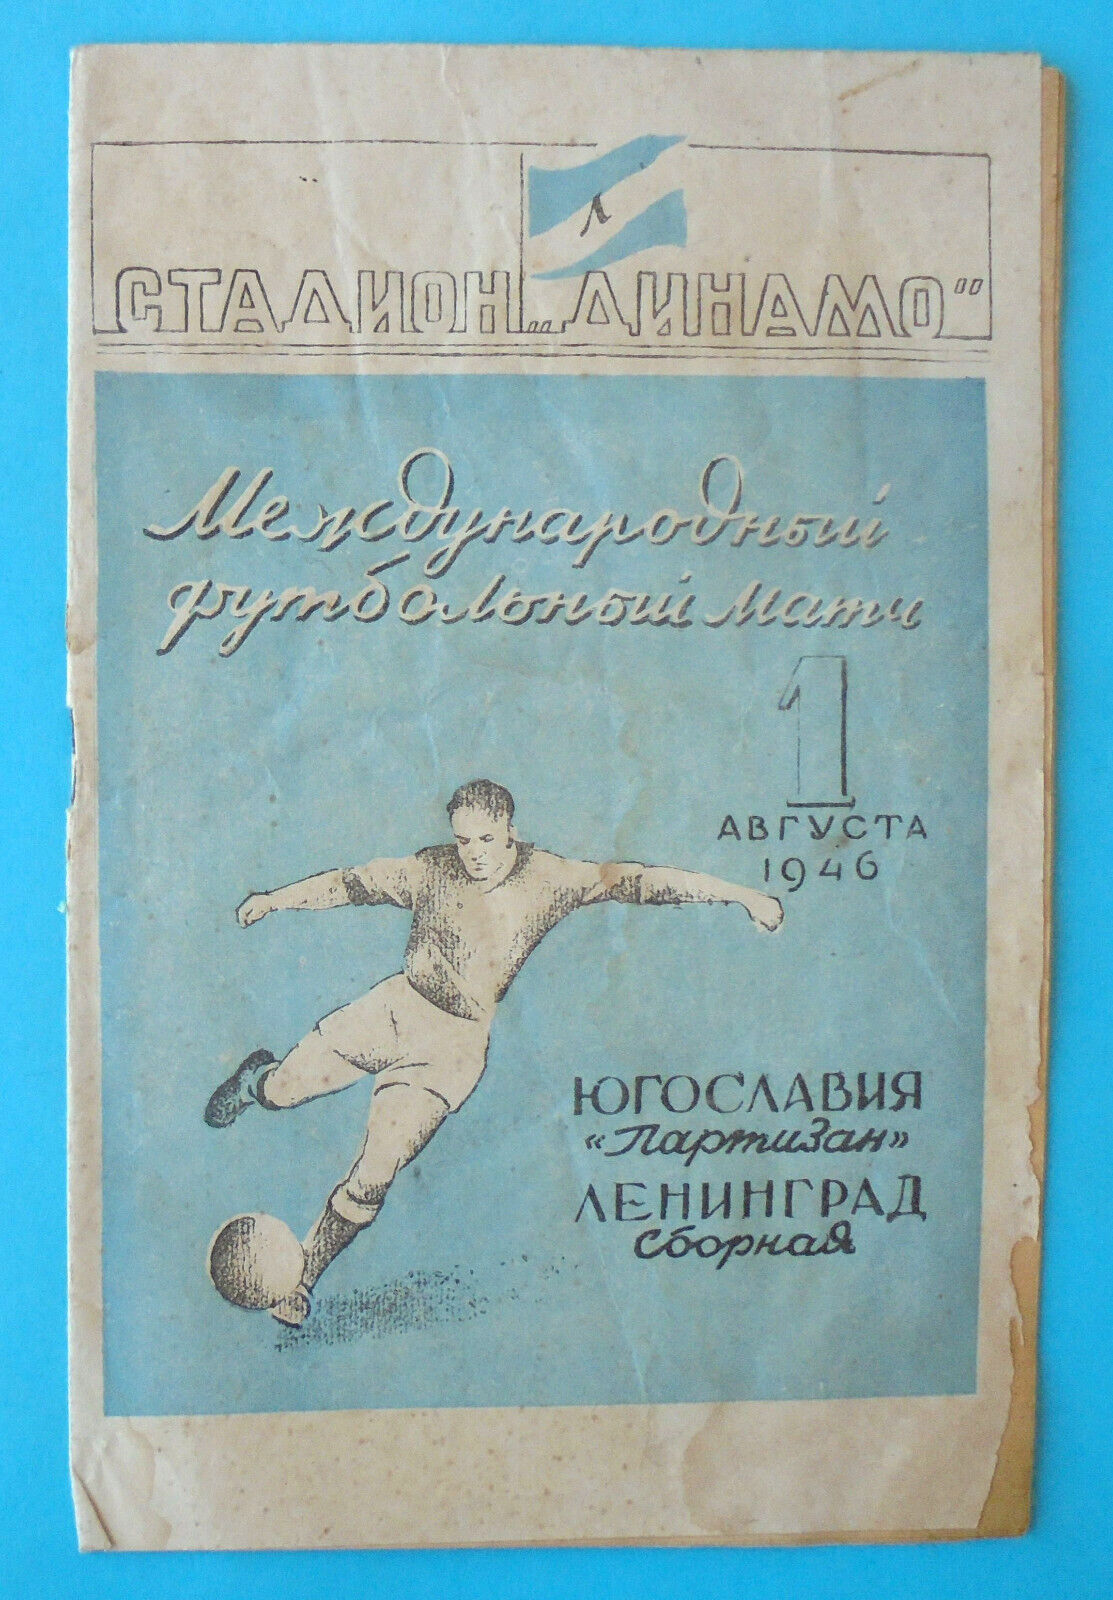 Л
СТАДИОН „ДИНАМО"
Международный
футбольный матч
1
АВГУСТА
1946
ЮГОСЛАВИЯ
«Партизан»
ЛЕНИНГРАД
Сборная